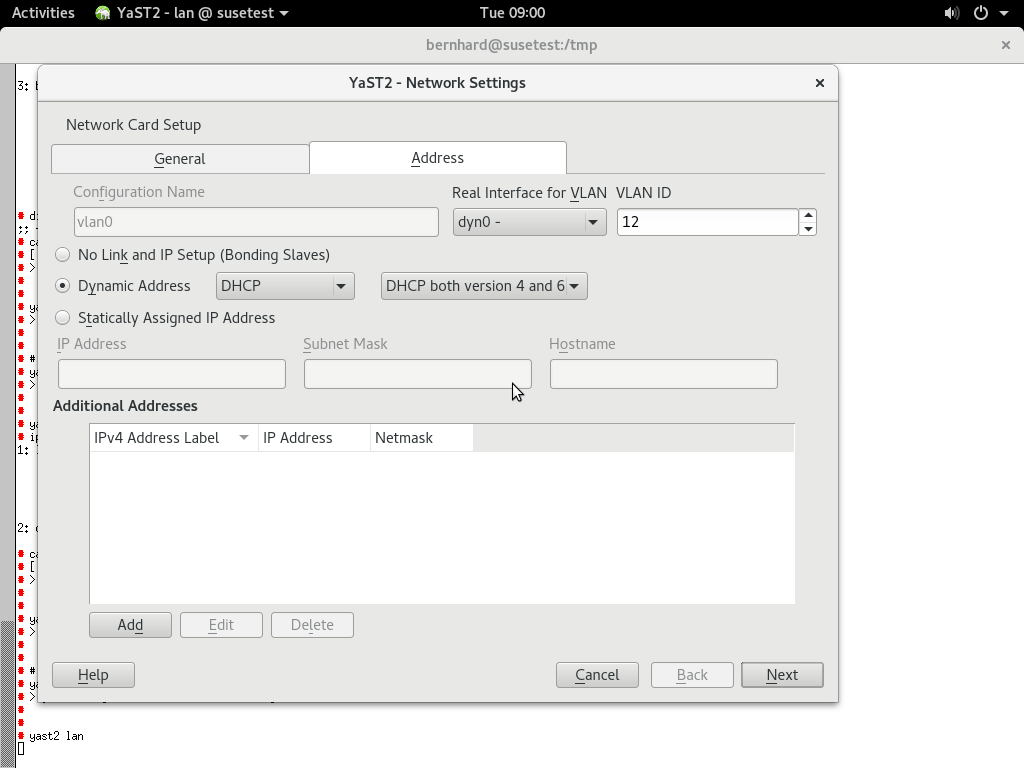 Activities YaST2 - lan @ susetest Tue 09:00
bernhard@susetest:/tmp ×
3:
YaST2 - Network Settings ×
Network Card Setup
General Address
Configuration Name Real Interface for VLAN VLAN ID
vlan0 dyn0 - 12
No Link and IP Setup (Bonding Slaves)
Dynamic Address DHCP DHCP both version 4 and 6
Statically Assigned IP Address
IP Address Subnet Mask Hostname
Additional Addresses
IPv4 Address Label IP Address Netmask
1:
2:
Add Edit Delete
Help Cancel Back Next
yast2 lan